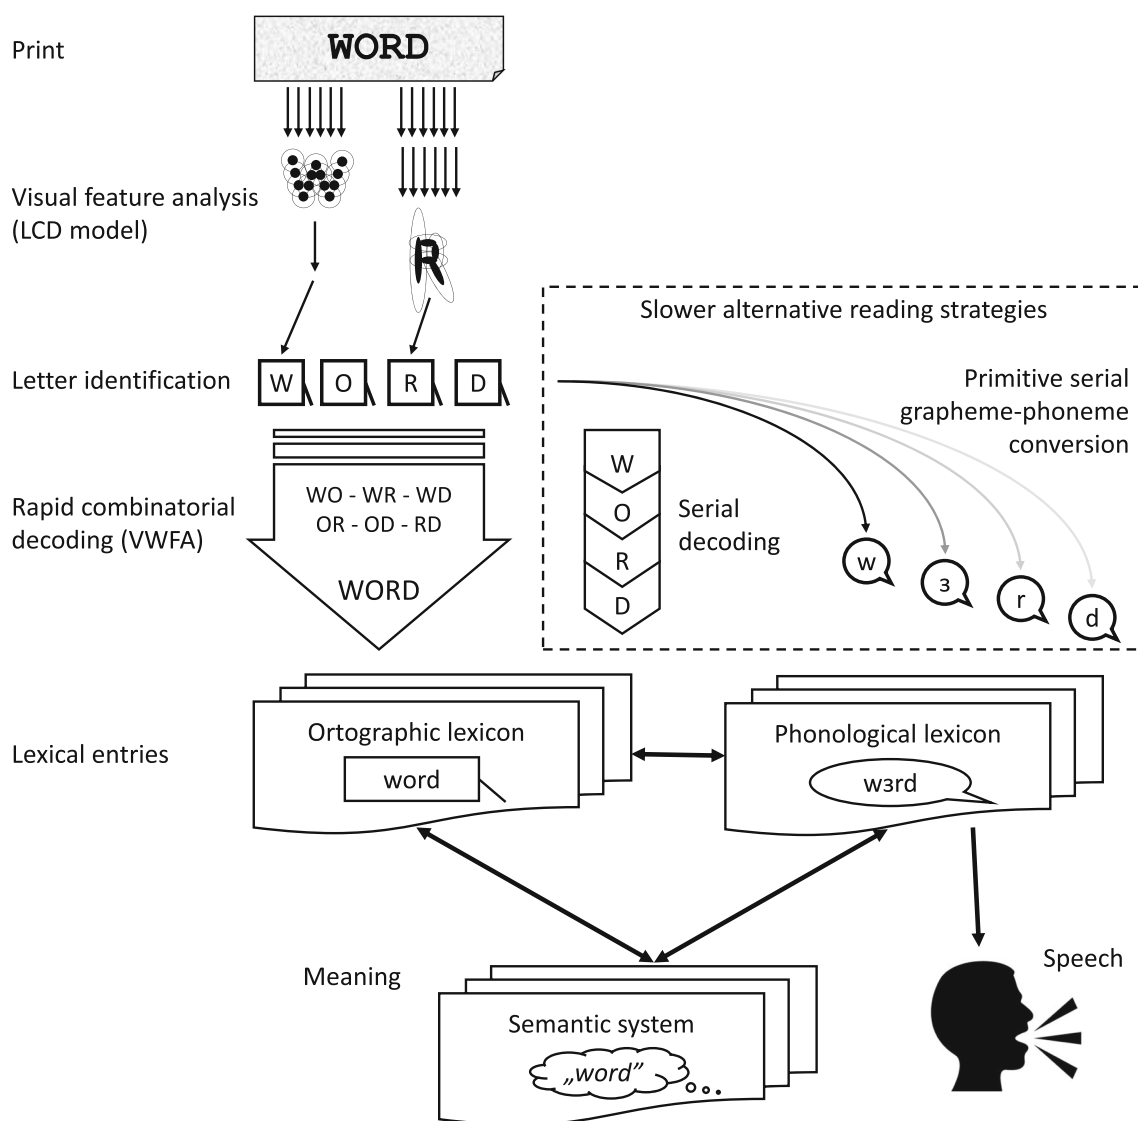 Print
WORD
Visual feature analysis
(LCD model)
R
Slower alternative reading strategies
Letter identification
W O R D
Primitive serial
grapheme-phoneme
conversion
Rapid combinatorial
decoding (VWFA)
WO - WR - WD
OR - OD - RD
WORD
W
O
R
D
Serial
decoding
w
ɜ
r
d
Lexical entries
Ortographic lexicon
word
Phonological lexicon
wɜrd
Meaning
Speech
Semantic system
„word”